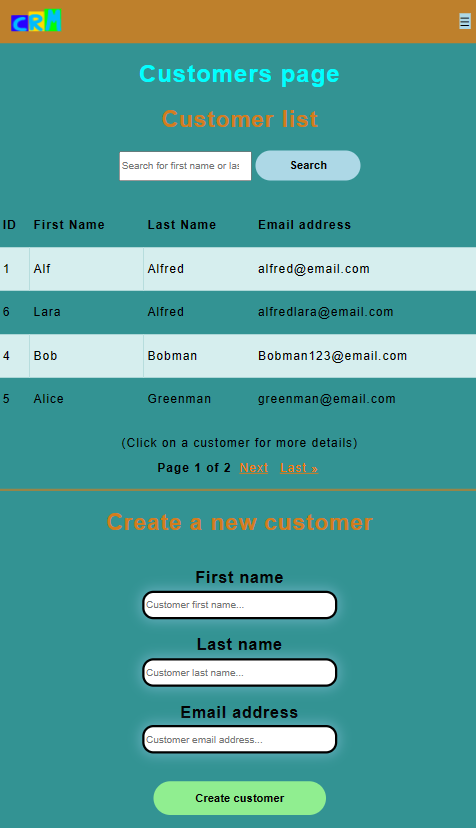 CRM
☰
Customers page
Customer list
Search for first name or las
Search
ID First Name Last Name Email address
1 Alf Alfred alfred@email.com
6 Lara Alfred alfredlara@email.com
4 Bob Bobman Bobman123@email.com
5 Alice Greenman greenman@email.com
(Click on a customer for more details)
Page 1 of 2 Next Last »
Create a new customer
First name
Customer first name...
Last name
Customer last name...
Email address
Customer email address...
Create customer